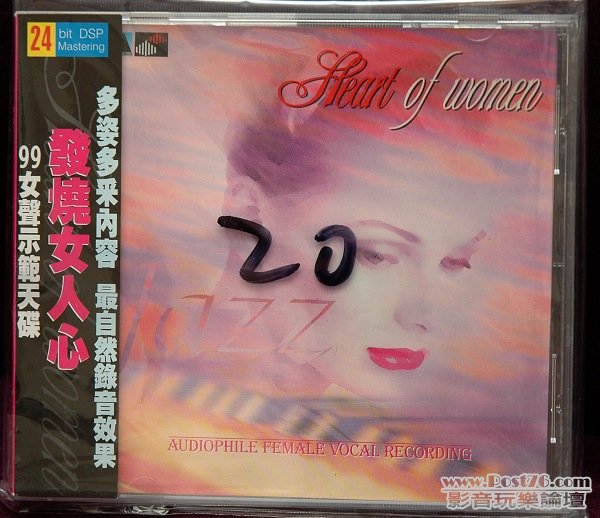 24 bit DSP
Mastering
多姿多采內容 最自然錄音效果
發燒女人心
99女聲示範天碟
Heart of women
20
Jazz
AUDIOPHILE FEMALE VOCAL RECORDING
www.Post76.com
影音玩樂論壇